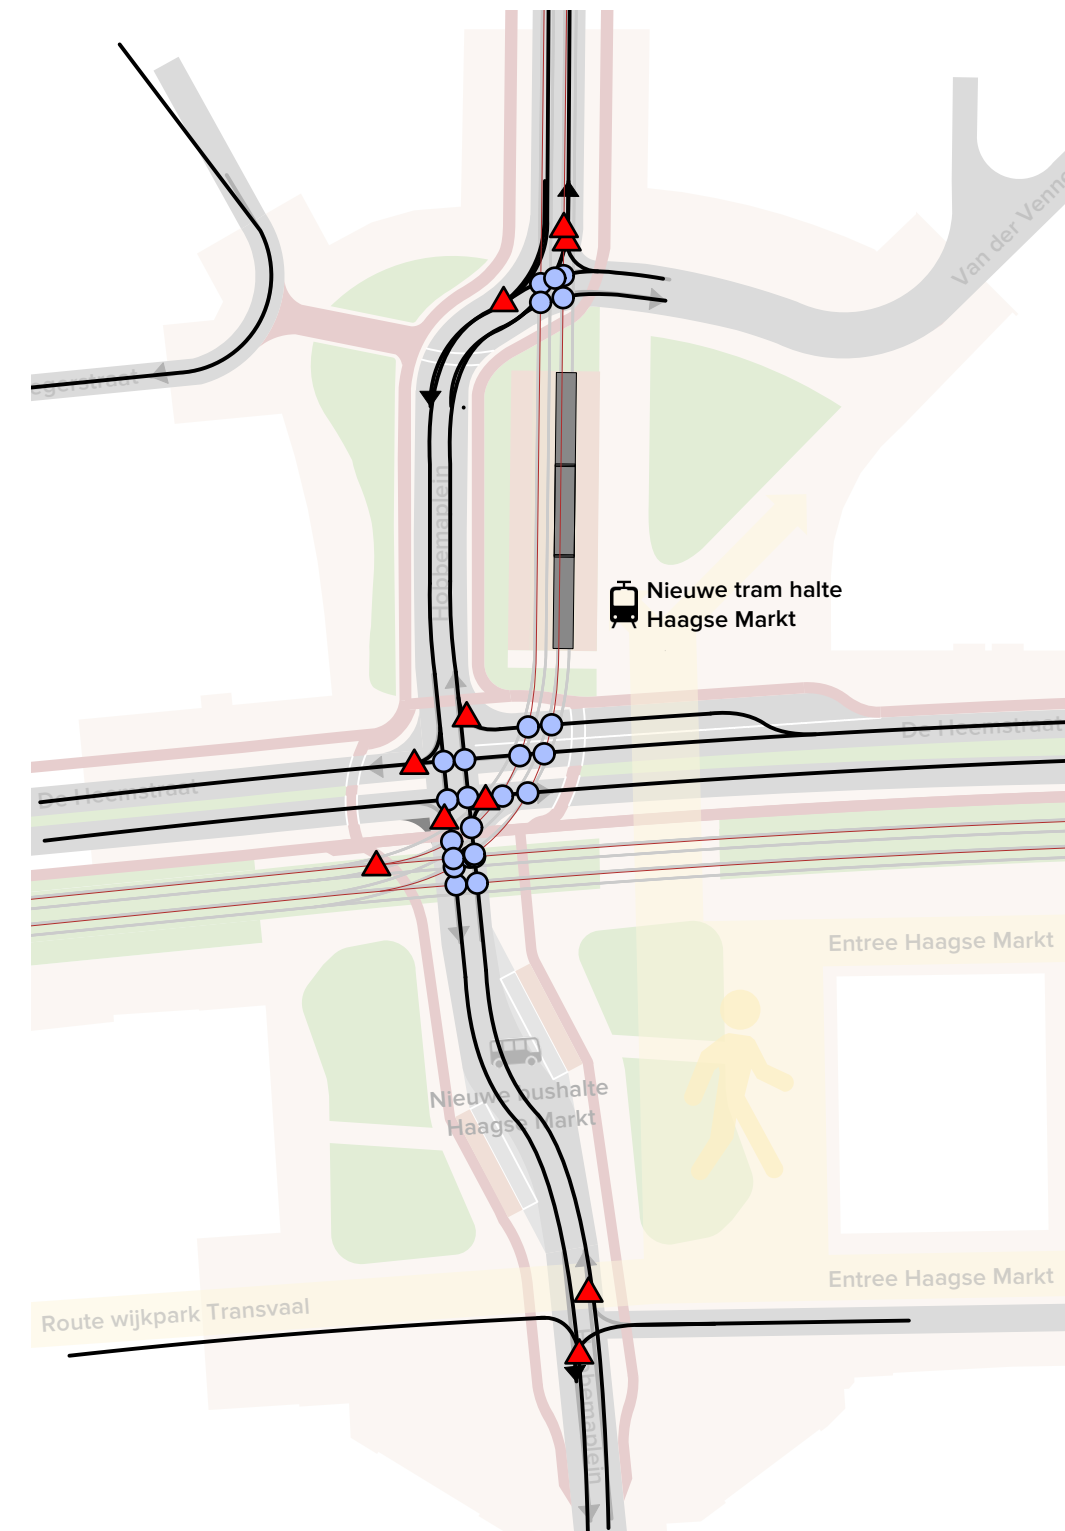 Van der Venne
egerstraat
Hobbemaplein
Nieuwe tram halte
Haagse Markt
De Heemstraat
De Heemstraat
Entree Haagse Markt
Nieuwe bushalte
Haagse Markt
Entree Haagse Markt
Route wijkpark Transvaal
Hobbemaplein